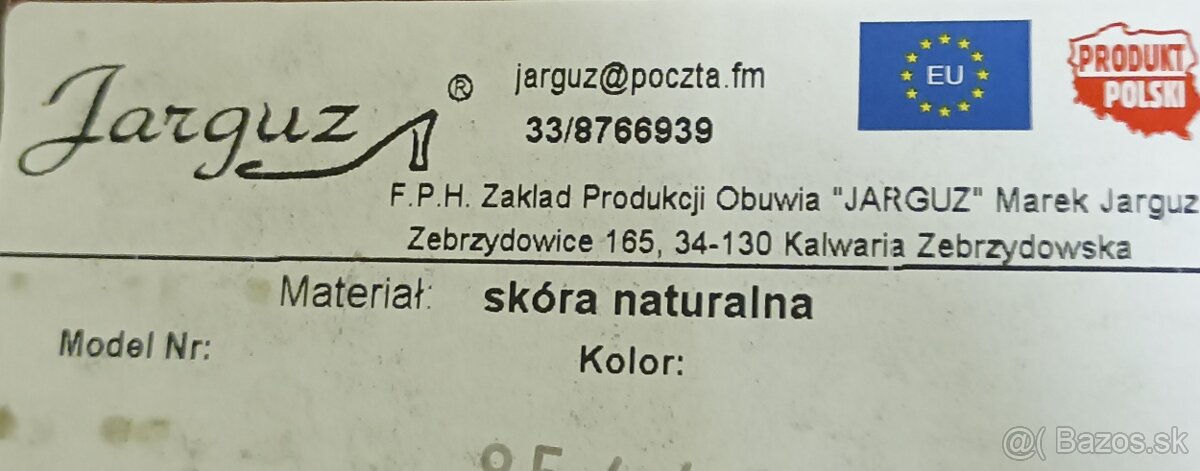 Jarguz ®
jarguz@poczta.fm
33/8766939
EU
PRODUKT
POLSKI
F.P.H. Zaklad Produkcji Obuwia "JARGUZ" Marek Jarguz
Zebrzydowice 165, 34-130 Kalwaria Zebrzydowska
Materiał: skóra naturalna
Model Nr:
Kolor:
@( Bazos.sk